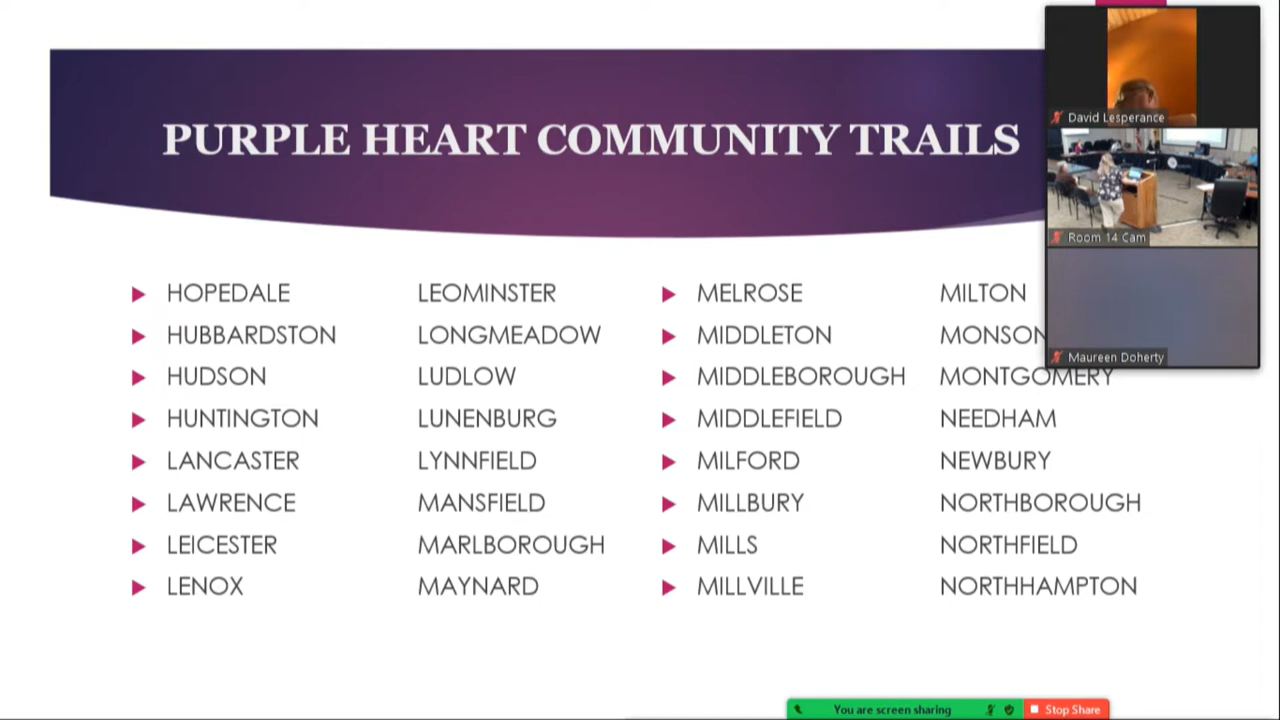 PURPLE HEART COMMUNITY TRAILS
HOPEDALE LEOMINSTER MELROSE MILTON
HUBBARDSTON LONGMEADOW MIDDLETON MONSON
HUDSON LUDLOW MIDDLEBOROUGH MONTGOMERY
HUNTINGTON LUNENBURG MIDDLEFIELD NEEDHAM
LANCASTER LYNNFIELD MILFORD NEWBURY
LAWRENCE MANSFIELD MILLBURY NORTHBOROUGH
LEICESTER MARLBOROUGH MILLS NORTHFIELD
LENOX MAYNARD MILLVILLE NORTHHAMPTON
David Lesperance
Room 14 Cam
Maureen Doherty
You are screen sharing
Stop Share